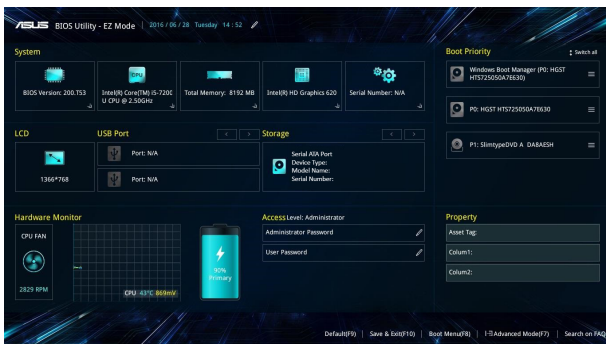 ASUS BIOS Utility - EZ Mode | 2016 / 06 / 28 Tuesday 14 : 52
System
BIOS Version: 200.T53
CPU
Intel(R) Core(TM) i5-7200
U CPU @ 2.50GHz
Total Memory: 8192 MB
Intel(R) HD Graphics 620
Serial Number: N/A
Boot Priority
Switch all
Windows Boot Manager (P0: HGST
HTS725050A7E630)
P0: HGST HTS725050A7E630
P1: SlimtypeDVD A DA8AESH
LCD
1366*768
USB Port
Port: N/A
Port: N/A
Storage
Serial ATA Port
Device Type:
Model Name:
Serial Number:
Hardware Monitor
CPU FAN
2829 RPM
CPU 43°C 869mV
90%
Primary
Access Level: Administrator
Administrator Password
User Password
Property
Asset Tag:
Colum1:
Colum2:
Default(F9) | Save & Exit(F10) | Boot Menu(F8) | Advanced Mode(F7) | Search on FAQ